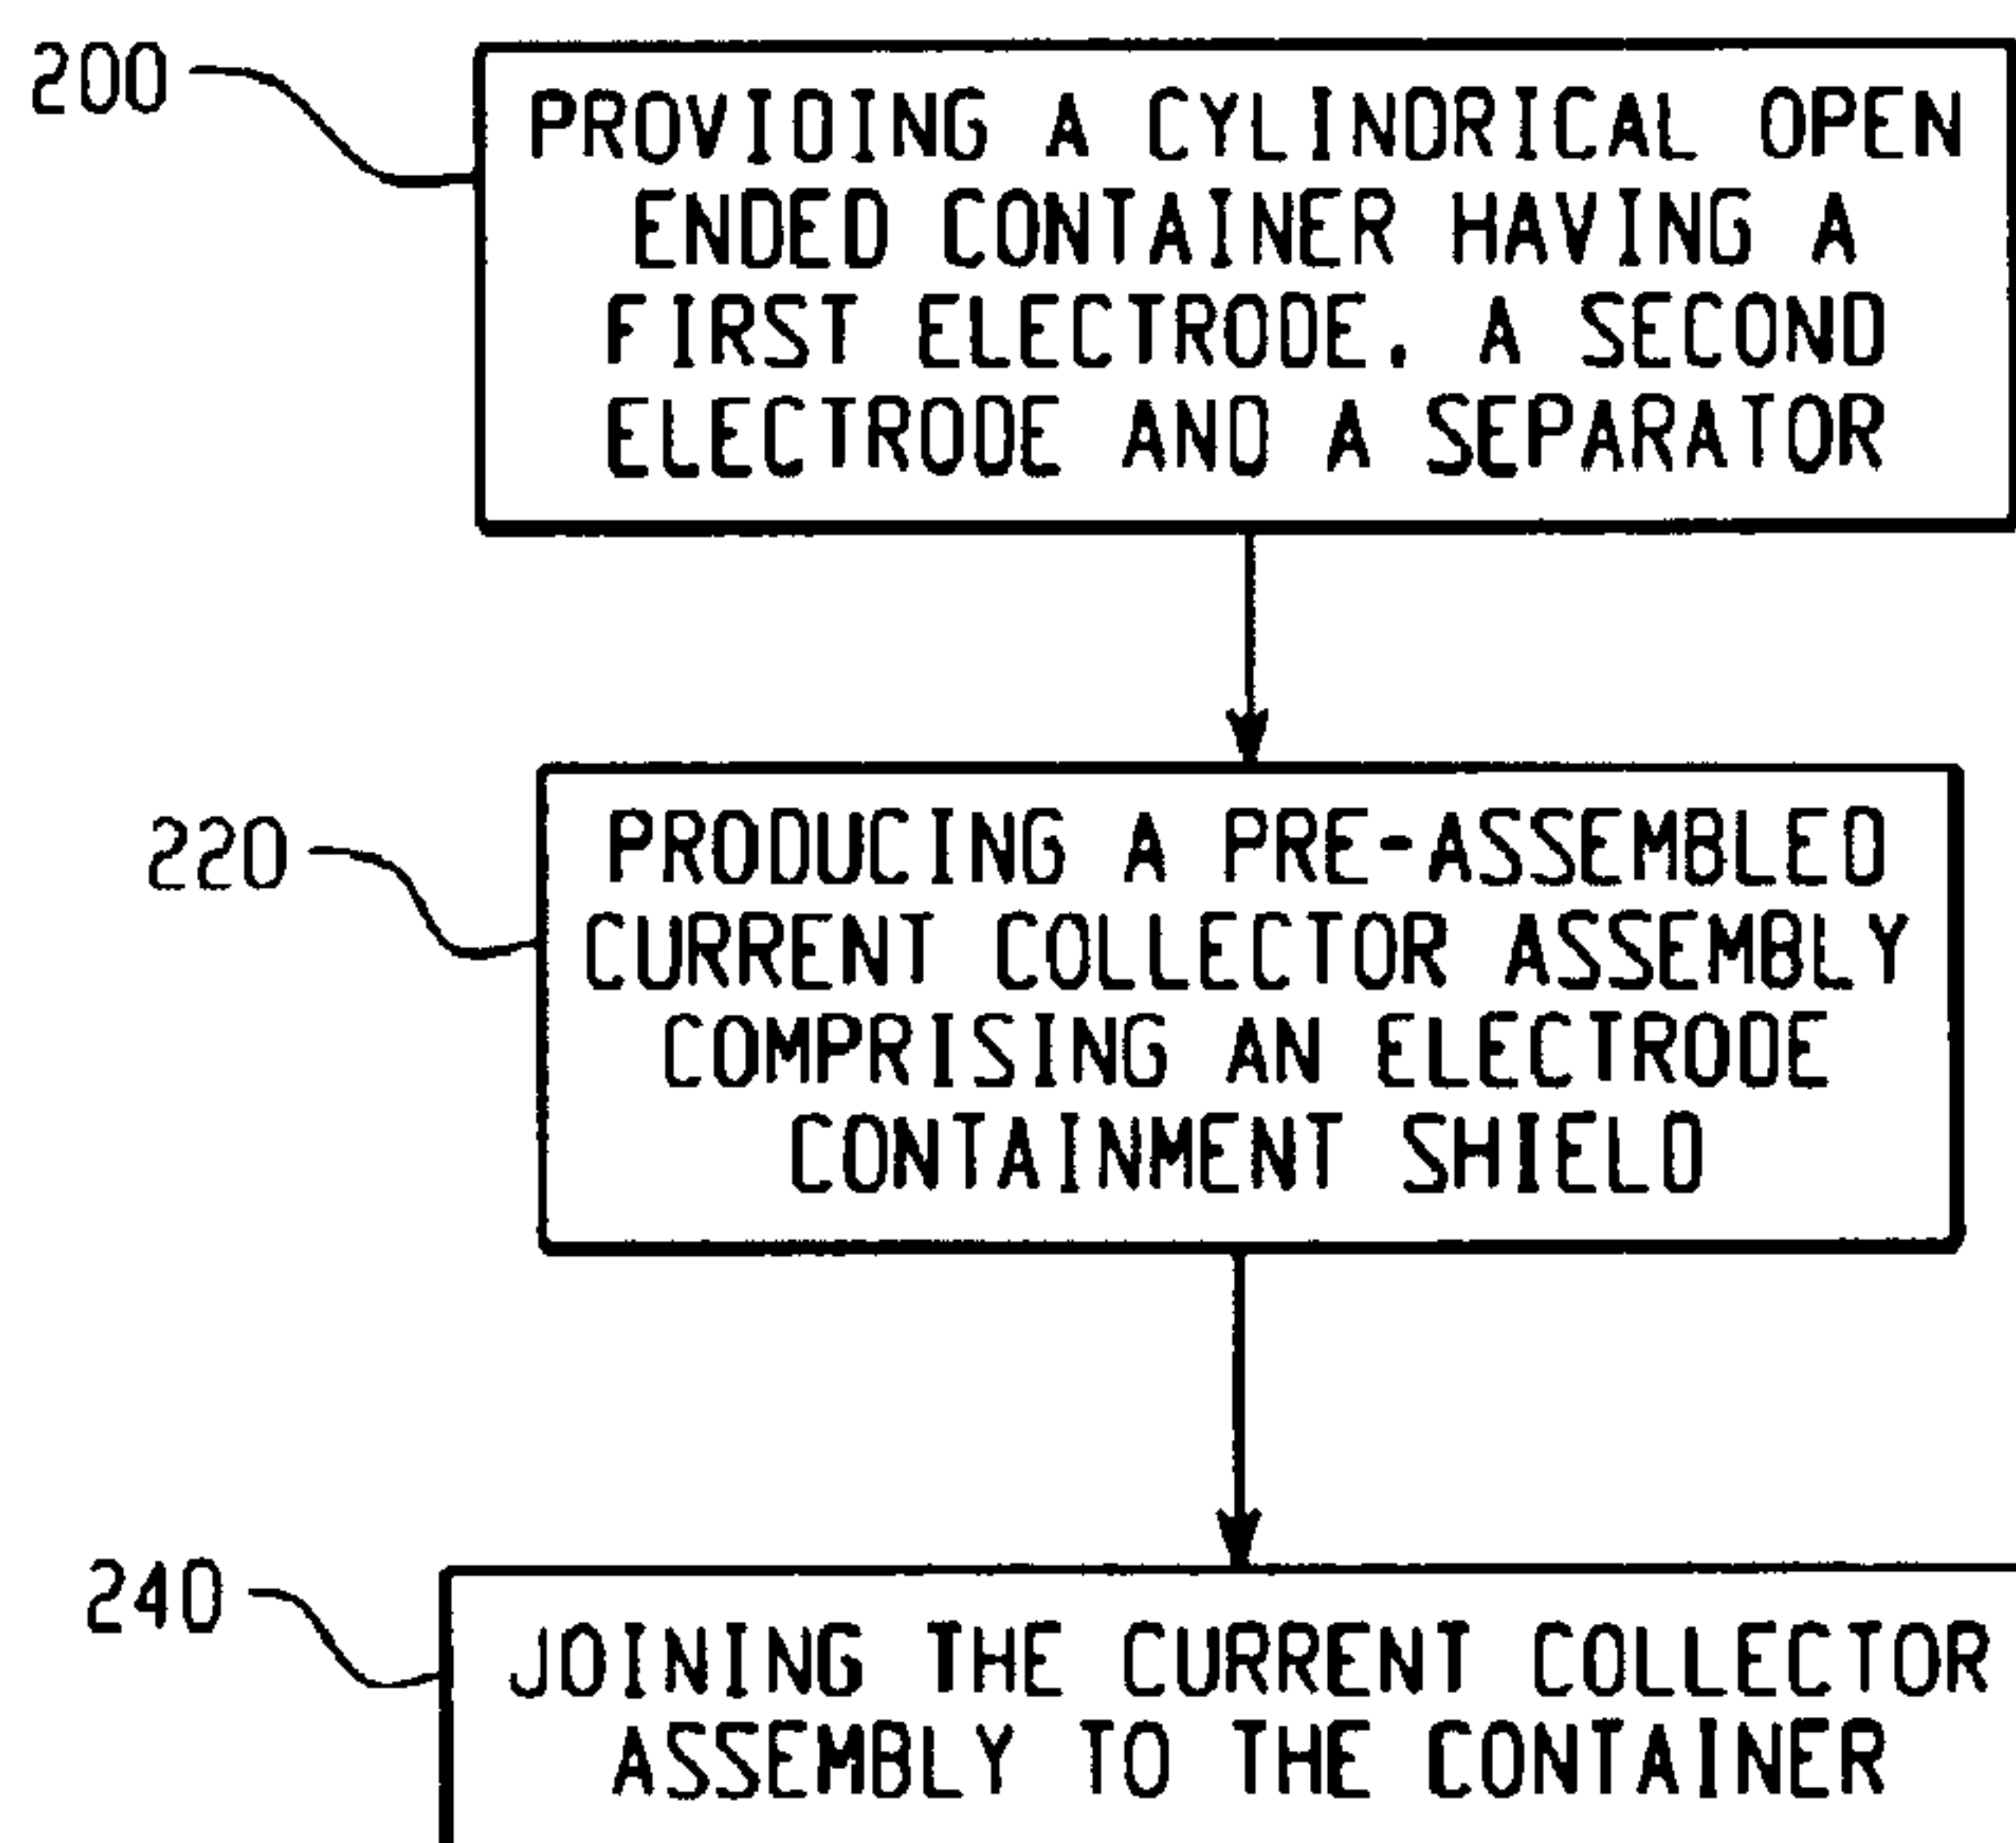 200
PROVIDING A CYLINDRICAL OPEN
ENDED CONTAINER HAVING A
FIRST ELECTRODE, A SECOND
ELECTRODE AND A SEPARATOR
220
PRODUCING A PRE-ASSEMBLED
CURRENT COLLECTOR ASSEMBLY
COMPRISING AN ELECTRODE
CONTAINMENT SHIELD
240
JOINING THE CURRENT COLLECTOR
ASSEMBLY TO THE CONTAINER